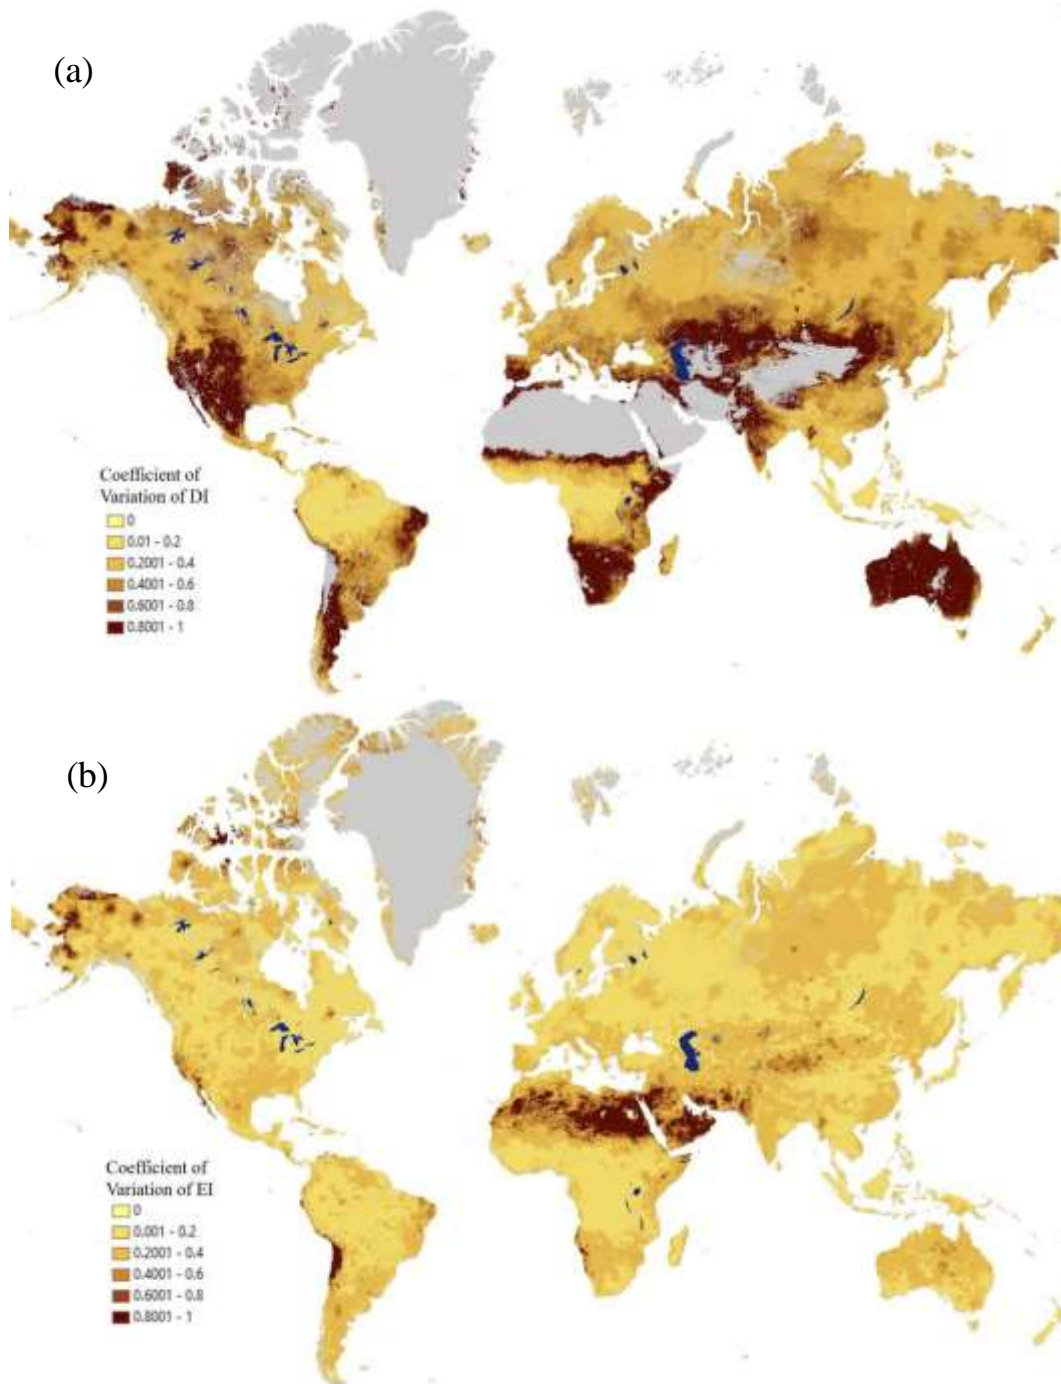 (a)
Coefficient of
Variation of DI
0
0.01 - 0.2
0.2001 - 0.4
0.4001 - 0.6
0.6001 - 0.8
0.8001 - 1
(b)
Coefficient of
Variation of EI
0
0.001 - 0.2
0.2001 - 0.4
0.4001 - 0.6
0.6001 - 0.8
0.8001 - 1